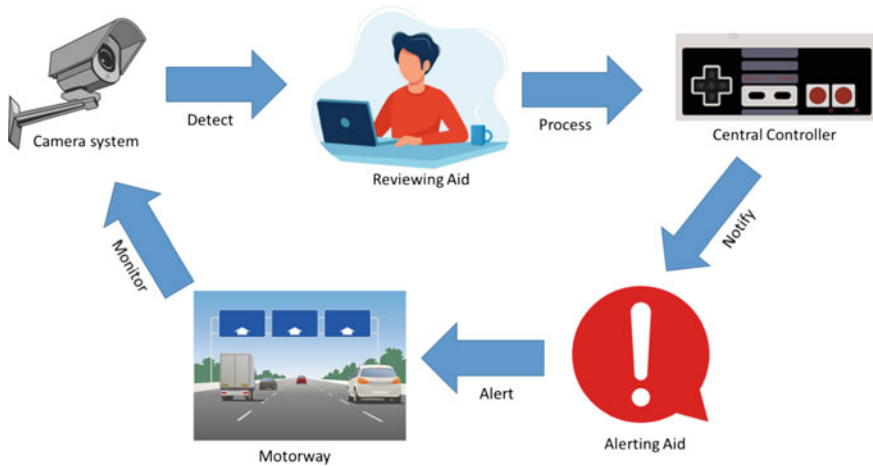 Camera system
Detect
Reviewing Aid
Process
Central Controller
Notify
Alerting Aid
Alert
Motorway
Monitor